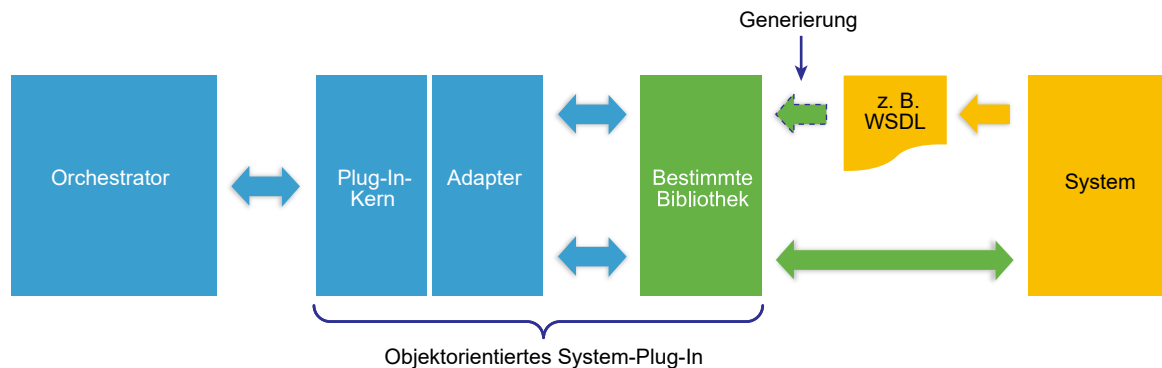 Generierung
Orchestrator
Plug-In-
Kern
Adapter
Bestimmte
Bibliothek
z. B.
WSDL
System
Objektorientiertes System-Plug-In